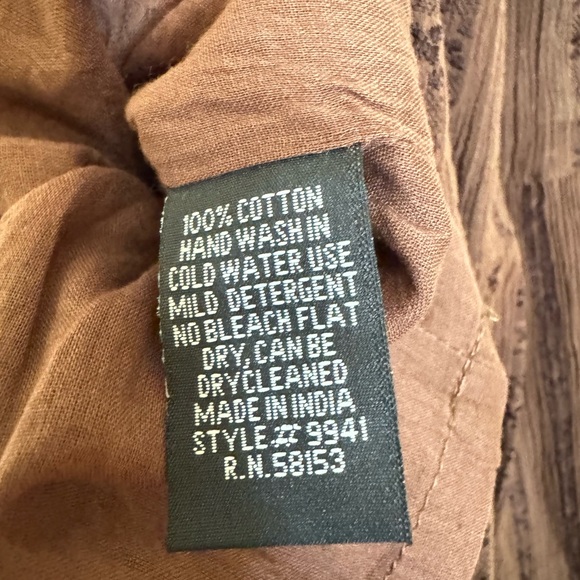 100% COTTON
HAND WASH IN
COLD WATER USE
MILD DETERGENT
NO BLEACH FLAT
DRY, CAN BE
DRYCLEANED
MADE IN INDIA
STYLE # 9941
R.N. 58153